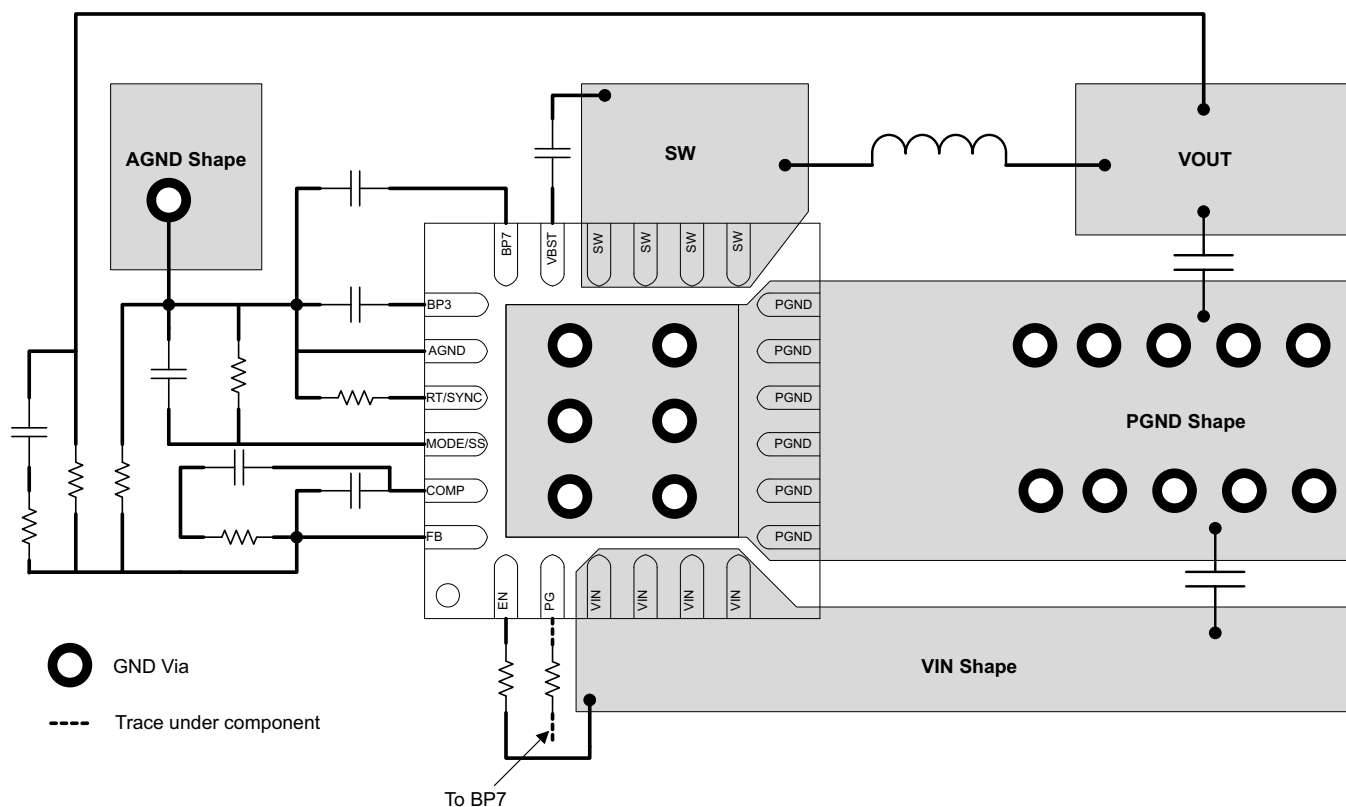 AGND Shape
SW
VOUT
BP7
VBST
SW
SW
SW
SW
BP3
AGND
RT/SYNC
MODE/SS
COMP
FB
PGND
PGND
PGND
PGND
PGND
PGND
PGND Shape
EN
PG
VIN
VIN
VIN
VIN
VIN Shape
GND Via
Trace under component
To BP7